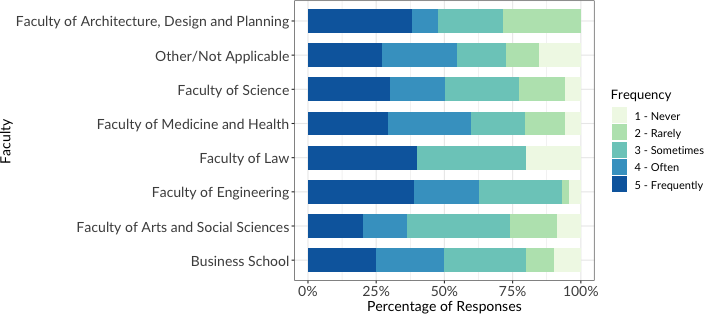 Faculty of Architecture, Design and Planning
Other/Not Applicable
Faculty of Science
Faculty of Medicine and Health
Faculty of Law
Faculty of Engineering
Faculty of Arts and Social Sciences
Business School
Faculty
0%
25%
50%
75%
100%
Percentage of Responses
Frequency
1 - Never
2 - Rarely
3 - Sometimes
4 - Often
5 - Frequently